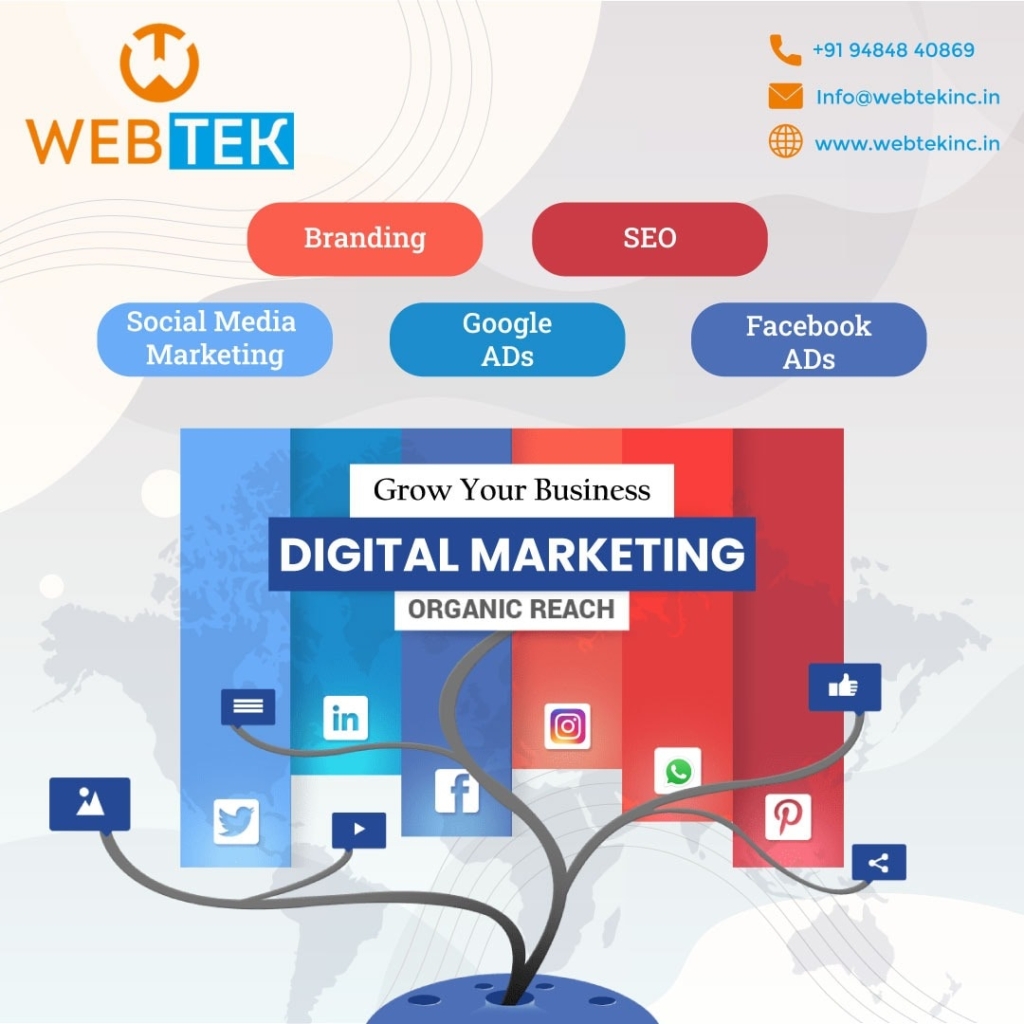 WEBTEK
+91 94848 40869
Info@webtekinc.in
www.webtekinc.in
Branding
SEO
Social Media
Marketing
Google
ADs
Facebook
ADs
Grow Your Business
DIGITAL MARKETING
ORGANIC REACH
in